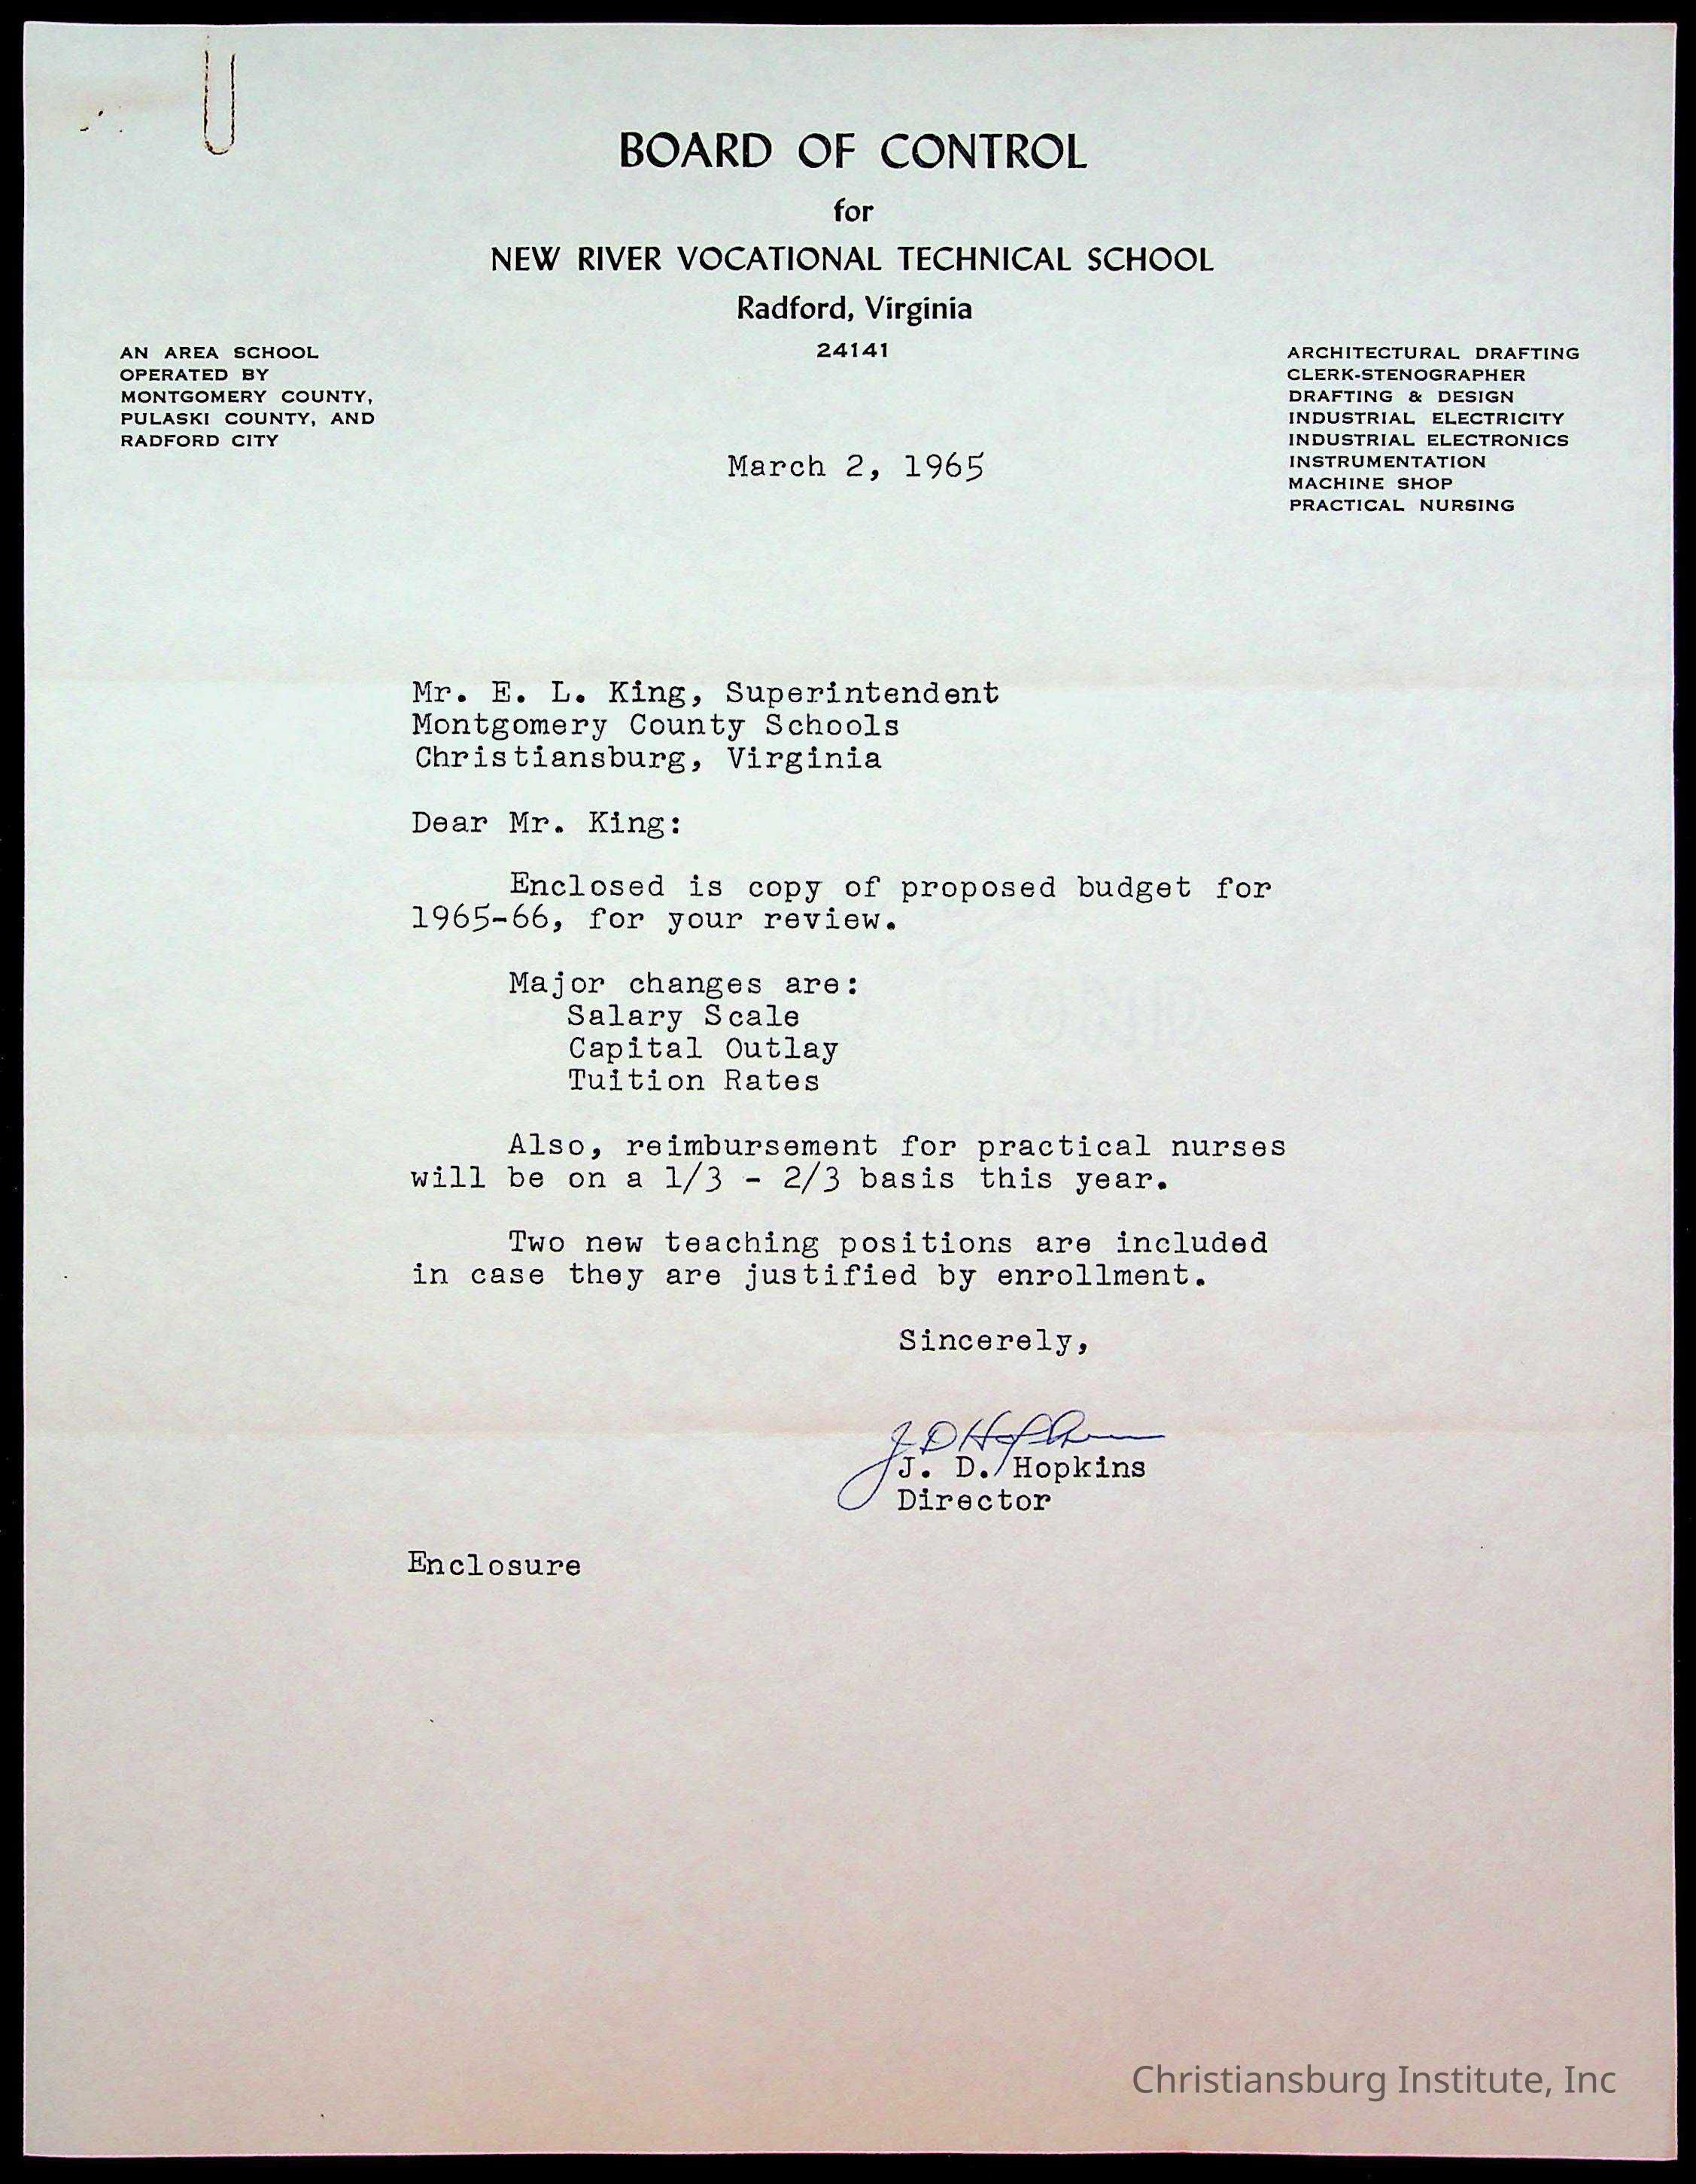 BOARD OF CONTROL
for
NEW RIVER VOCATIONAL TECHNICAL SCHOOL
Radford, Virginia
24141
AN AREA SCHOOL
OPERATED BY
MONTGOMERY COUNTY,
PULASKI COUNTY, AND
RADFORD CITY
ARCHITECTURAL DRAFTING
CLERK-STENOGRAPHER
DRAFTING & DESIGN
INDUSTRIAL ELECTRICITY
INDUSTRIAL ELECTRONICS
INSTRUMENTATION
MACHINE SHOP
PRACTICAL NURSING
March 2, 1965
Mr. E. L. King, Superintendent
Montgomery County Schools
Christiansburg, Virginia
Dear Mr. King:
Enclosed is copy of proposed budget for
1965-66, for your review.
Major changes are:
Salary Scale
Capital Outlay
Tuition Rates
Also, reimbursement for practical nurses
will be on a 1/3 - 2/3 basis this year.
Two new teaching positions are included
in case they are justified by enrollment.
Sincerely,
J D Hopkins
J. D. Hopkins
Director
Enclosure
Christiansburg Institute, Inc